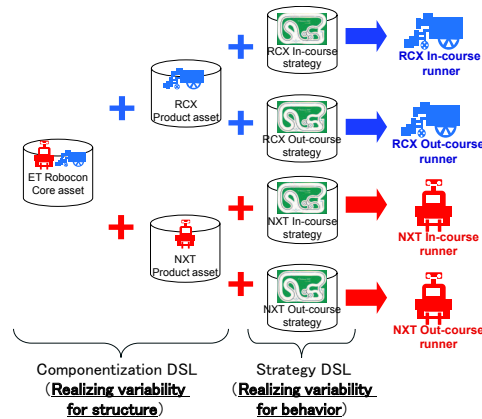 RCX In-course
strategy
RCX In-course
runner
RCX
Product asset
RCX Out-course
strategy
RCX Out-course
runner
ET Robocon
Core asset
NXT In-course
strategy
NXT In-course
runner
NXT
Product asset
NXT Out-course
strategy
NXT Out-course
runner
Componentization DSL
(Realizing variability
for structure)
Strategy DSL
(Realizing variability
for behavior)